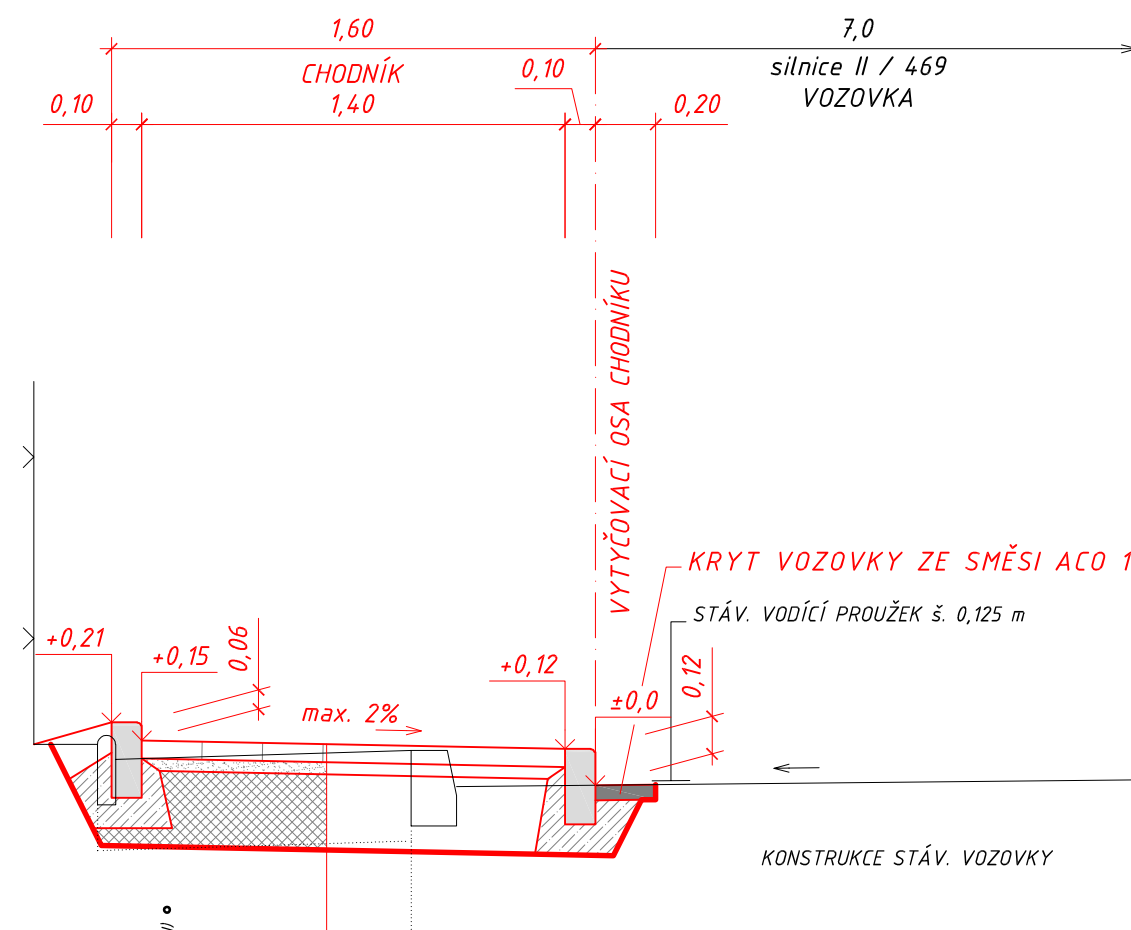 1,60
7,0
CHODNÍK
0,10
silnice II / 469
VOZOVKA
0,10
1,40
0,20
VYTYČOVACÍ OSA CHODNÍKU
KRYT VOZOVKY ZE SMĚSI ACO 1
STÁV. VODÍCÍ PROUŽEK š. 0,125 m
+0,21
+0,15
0,06
+0,12
±0,0
0,12
max. 2%
KONSTRUKCE STÁV. VOZOVKY